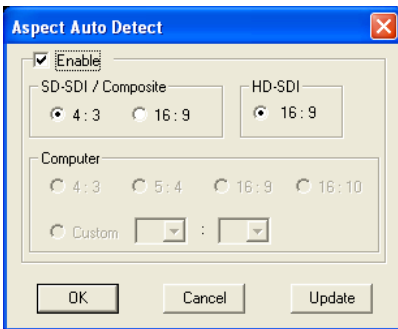 Aspect Auto Detect
Enable
SD-SDI / Composite
HD-SDI
4 : 3 16 : 9
16 : 9
Computer
4 : 3 5 : 4 16 : 9 16 : 10
Custom :
OK Cancel Update